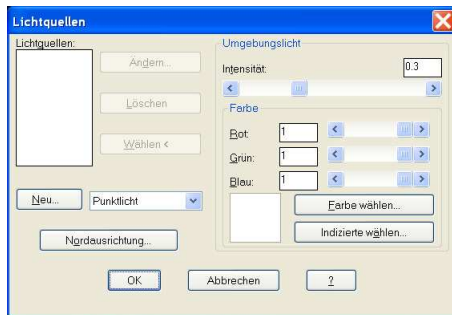 Lichtquellen
Lichtquellen:
Ändern...
Löschen
Wählen <
Neu...
Punktlicht
Nordausrichtung...
Umgebungslicht
Intensität:
0.3
Farbe
Rot: 1
Grün: 1
Blau: 1
Farbe wählen...
Indizierte wählen...
OK
Abbrechen
?